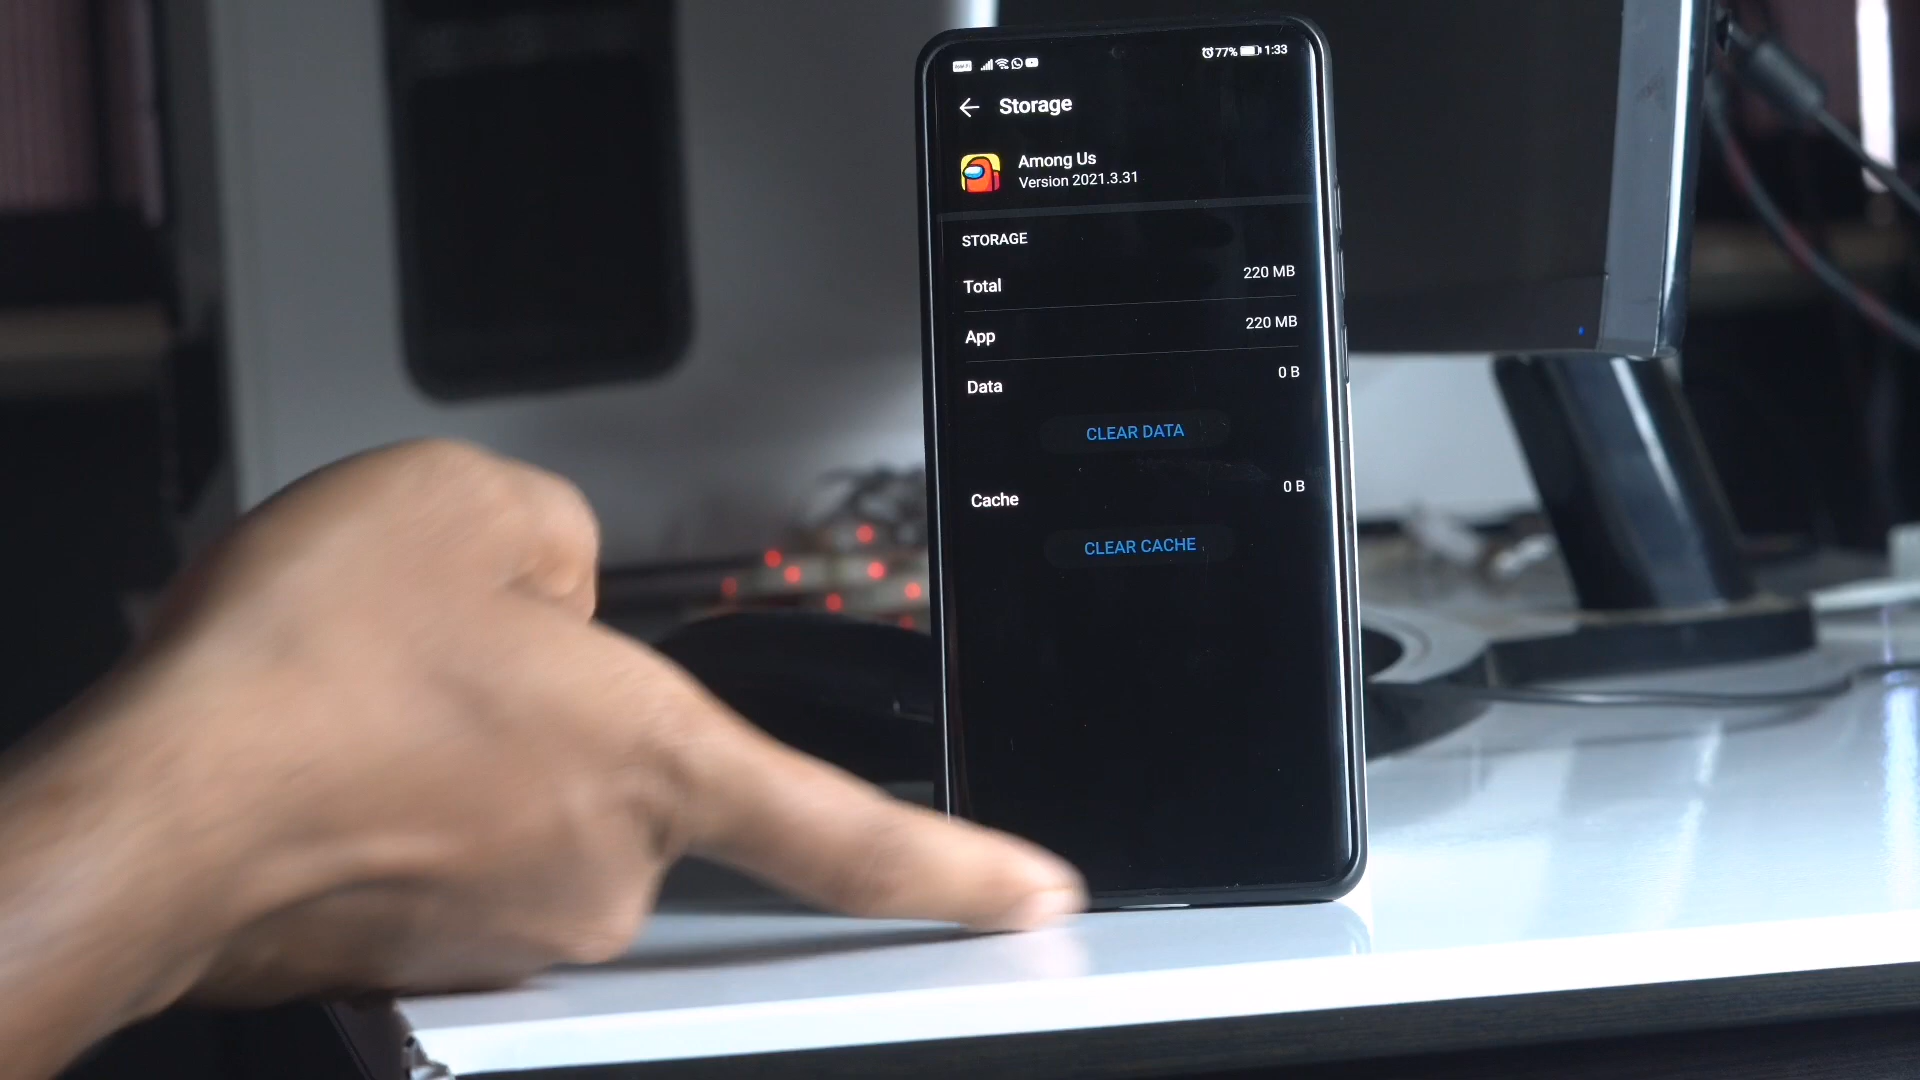 77% 1:33
Storage
Among Us
Version 2021.3.31
STORAGE
Total 220 MB
App 220 MB
Data 0 B
CLEAR DATA
Cache 0 B
CLEAR CACHE